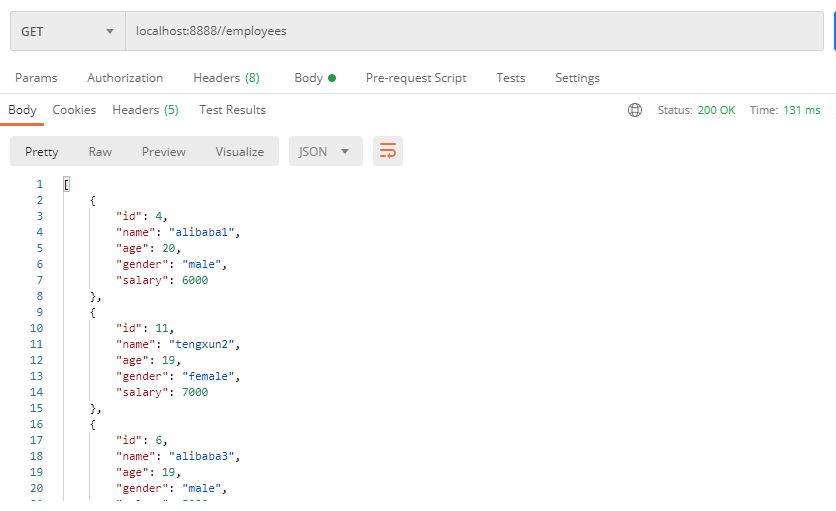 GET localhost:8888//employees
Params Authorization Headers (8) Body Pre-request Script Tests Settings
Body Cookies Headers (5) Test Results Status: 200 OK Time: 131 ms
Pretty Raw Preview Visualize JSON
1 [
2 {
3 "id": 4,
4 "name": "alibaba1",
5 "age": 20,
6 "gender": "male",
7 "salary": 6000
8 },
9 {
10 "id": 11,
11 "name": "tengxun2",
12 "age": 19,
13 "gender": "female",
14 "salary": 7000
15 },
16 {
17 "id": 6,
18 "name": "alibaba3",
19 "age": 19,
20 "gender": "male",